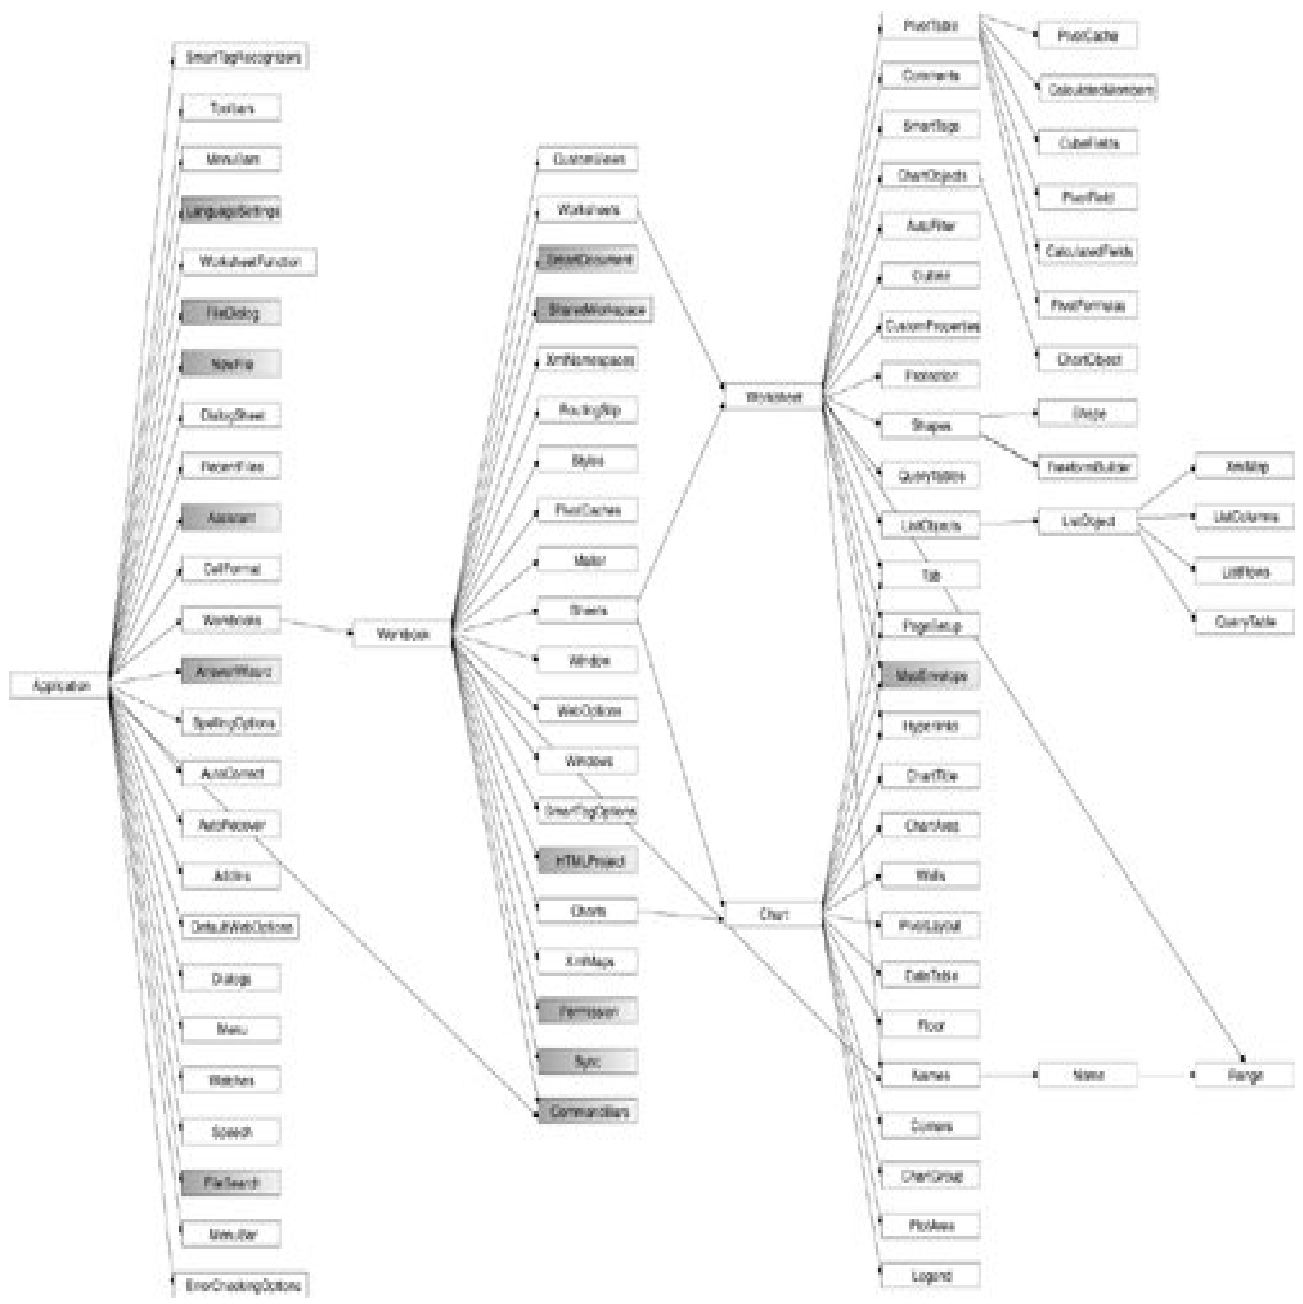 SmartTagRecognizers
Toolbars
MenuBars
LanguageSettings
WorksheetFunction
FileDialog
NewFile
DialogSheet
RecentFiles
Assistant
CellFormat
Workbooks
Application
AnswerWizard
SpellingOptions
AutoCorrect
AutoRecover
AddIns
DefaultWebOptions
Dialogs
Menu
Watches
Speech
FileSearch
MenuBar
ErrorCheckingOptions
Workbook
CustomViews
Worksheets
SmartDocument
SharedWorkspace
XmlNamespaces
RoutingSlip
Styles
PivotCaches
Mailer
Sheets
Window
WebOptions
Windows
SmartTagOptions
HTMLProject
Charts
XmlMaps
Permission
Sync
CommandBars
Worksheet
Chart
PivotTable
Comments
SmartTags
ChartObjects
AutoFilter
Outline
CustomProperties
Protection
Shapes
QueryTables
ListObjects
Tab
PageSetup
MsoEnvelope
Hyperlinks
ChartTitle
ChartArea
Walls
PivotLayout
DataTable
Floor
Names
Corners
ChartGroup
PlotArea
Legend
PivotCache
CalculatedMembers
CubeFields
PivotField
CalculatedFields
PivotFormulas
ChartObject
Shape
FreeformBuilder
ListObject
Name
XmlMap
ListColumns
ListRows
QueryTable
Range